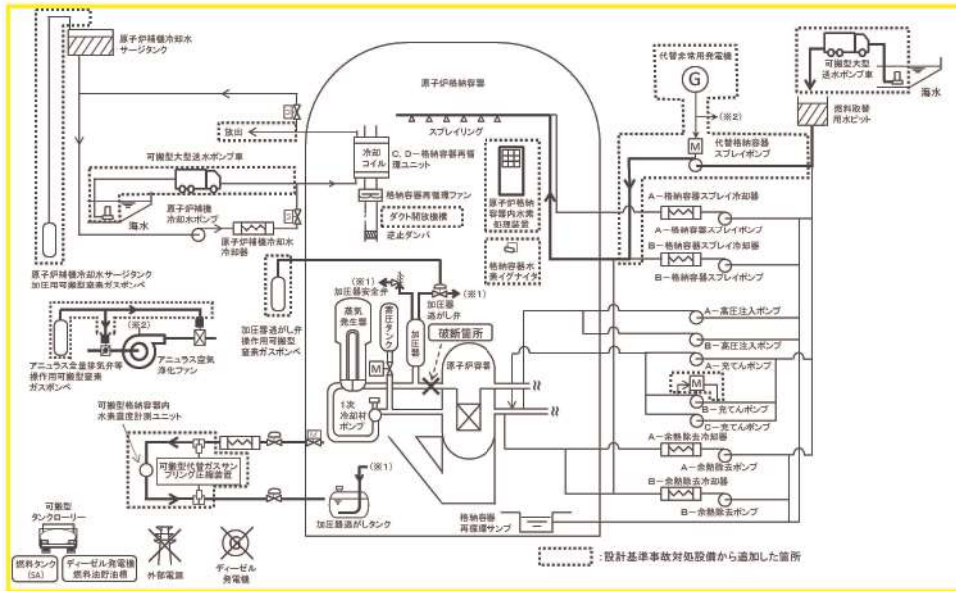 原子炉補機冷却水
サージタンク
放出
可搬型大型送水ポンプ車
海水
原子炉補機
冷却水ポンプ
原子炉補機冷却水
冷却器
原子炉補機冷却水サージタンク
加圧用可搬型窒素ガスボンベ
原子炉格納容器
スプレイリング
冷却
コイル
C,D-格納容器再循
環ユニット
格納容器再循環ファン
ダクト開放機構
逆止ダンパ
原子炉格納
容器内水素
処理装置
格納容器水
素イグナイタ
代替非常用発電機
G
(※2)
M
代替格納容器
スプレイポンプ
可搬型大型
送水ポンプ車
海水
燃料取替
用水ピット
A-格納容器スプレイ冷却器
A-格納容器スプレイポンプ
B-格納容器スプレイ冷却器
B-格納容器スプレイポンプ
(※2)
アニュラス全量排気弁等
操作用可搬型窒素
ガスボンベ
アニュラス空気
浄化ファン
加圧器逃がし弁
操作用可搬型
窒素ガスボンベ
(※1)
加圧器安全弁
(※1)
加圧器
逃がし弁
蒸気
発生器
蓄圧タンク
加圧器
M
破断箇所
原子炉容器
1次
冷却材
ポンプ
A-高圧注入ポンプ
B-高圧注入ポンプ
A-充てんポンプ
M
B-充てんポンプ
C-充てんポンプ
A-余熱除去冷却器
A-余熱除去ポンプ
B-余熱除去冷却器
B-余熱除去ポンプ
可搬型格納容器内
水素濃度計測ユニット
可搬型代替ガスサン
プリング圧縮装置
(※1)
加圧器逃がしタンク
格納容器
再循環サンプ
可搬型
タンクローリー
燃料タンク
(SA)
ディーゼル発電機
燃料油貯油槽
外部電源
ディーゼル
発電機
:設計基準事故対処設備から追加した箇所